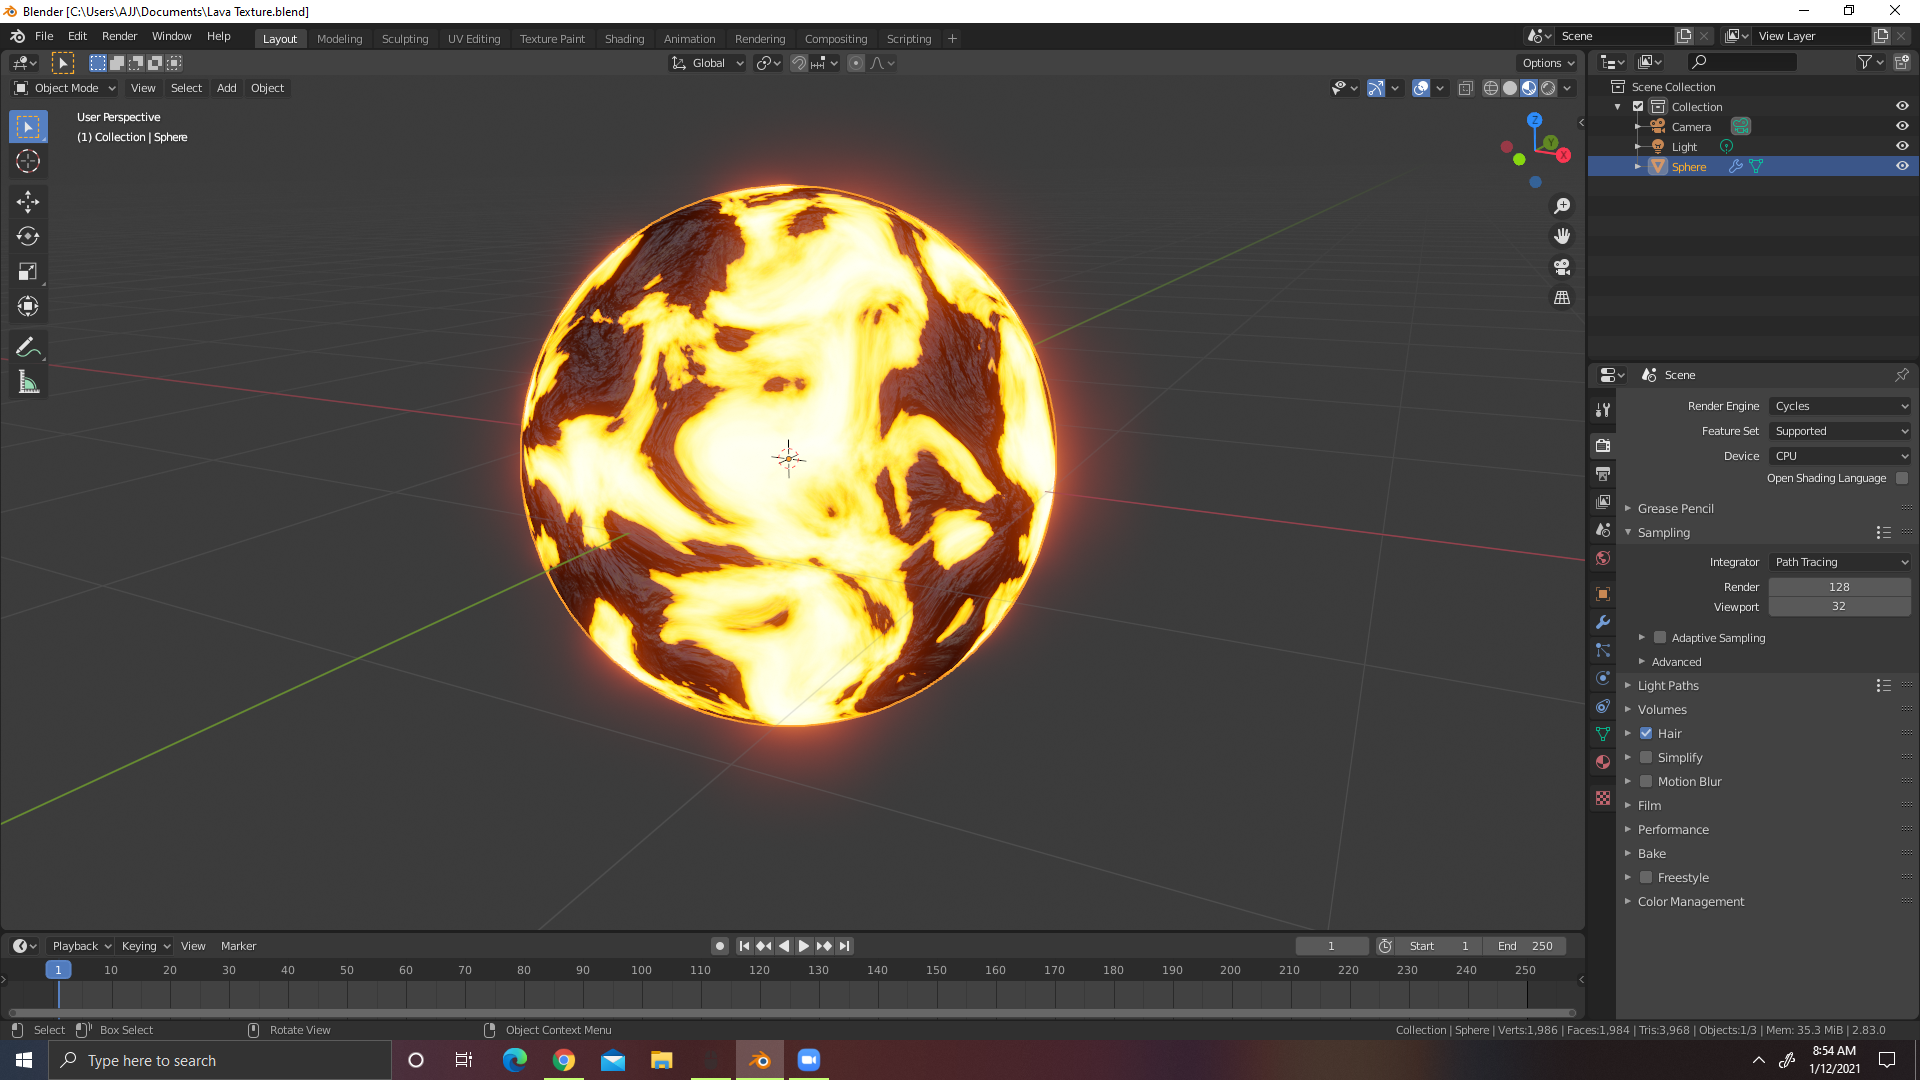 Blender [C:\Users\AJJ\Documents\Lava Texture.blend]
File Edit Render Window Help Layout Modeling Sculpting UV Editing Texture Paint Shading Animation Rendering Compositing Scripting + Scene View Layer
Global Options
Object Mode View Select Add Object
User Perspective
(1) Collection | Sphere
Z
Y
X
Scene Collection
Collection
Camera
Light
Sphere
Scene
Render Engine Cycles
Feature Set Supported
Device CPU
Open Shading Language
Grease Pencil
Sampling
Integrator Path Tracing
Render 128
Viewport 32
Adaptive Sampling
Advanced
Light Paths
Volumes
Hair
Simplify
Motion Blur
Film
Performance
Bake
Freestyle
Color Management
Playback Keying View Marker 1 Start 1 End 250
1 10 20 30 40 50 60 70 80 90 100 110 120 130 140 150 160 170 180 190 200 210 220 230 240 250
Select Box Select Rotate View Object Context Menu Collection | Sphere | Verts:1,986 | Faces:1,984 | Tris:3,968 | Objects:1/3 | Mem: 35.3 MiB | 2.83.0
Type here to search
8:54 AM
1/12/2021